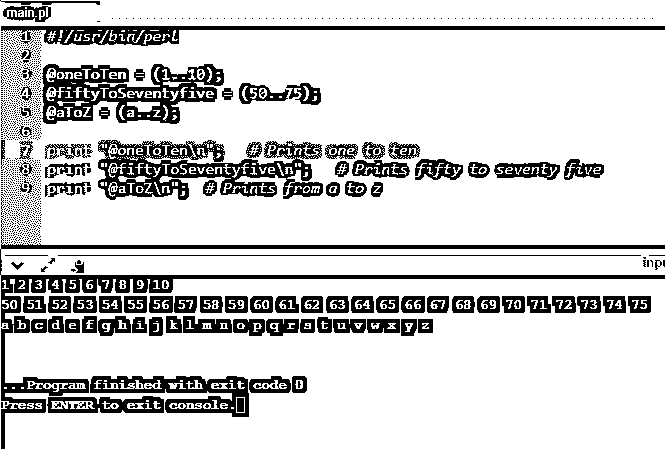 main.pl
1 #!/usr/bin/perl
2
3 @oneToTen = (1..10);
4 @fiftyToSeventyfive = (50..75);
5 @aToZ = (a..z);
6
7 print "@oneToTen\n"; # Prints one to ten
8 print "@fiftyToSeventyfive\n"; # Prints fifty to seventy five
9 print "@aToZ\n"; # Prints from a to z
inpu
1 2 3 4 5 6 7 8 9 10
50 51 52 53 54 55 56 57 58 59 60 61 62 63 64 65 66 67 68 69 70 71 72 73 74 75
a b c d e f g h i j k l m n o p q r s t u v w x y z
...Program finished with exit code 0
Press ENTER to exit console.